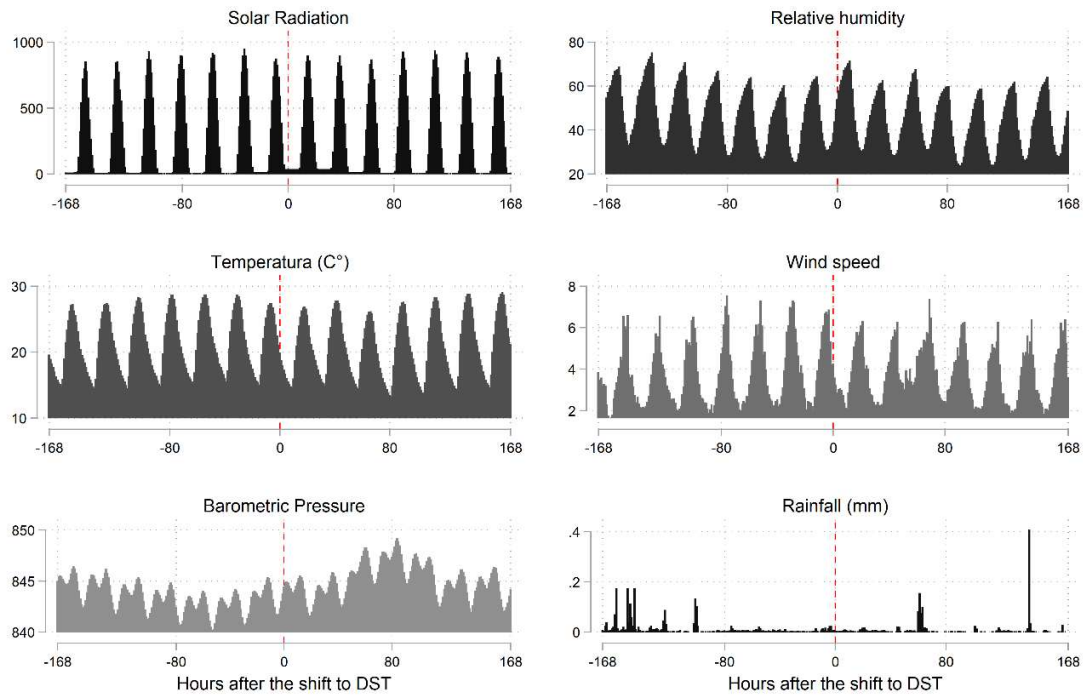 Solar Radiation
1000
500
0
-168 -80 0 80 168
Relative humidity
80
60
40
20
-168 -80 0 80 168
Temperatura (C°)
30
20
10
-168 -80 0 80 168
Wind speed
8
6
4
2
-168 -80 0 80 168
Barometric Pressure
850
845
840
-168 -80 0 80 168
Hours after the shift to DST
Rainfall (mm)
.4
.2
0
-168 -80 0 80 168
Hours after the shift to DST